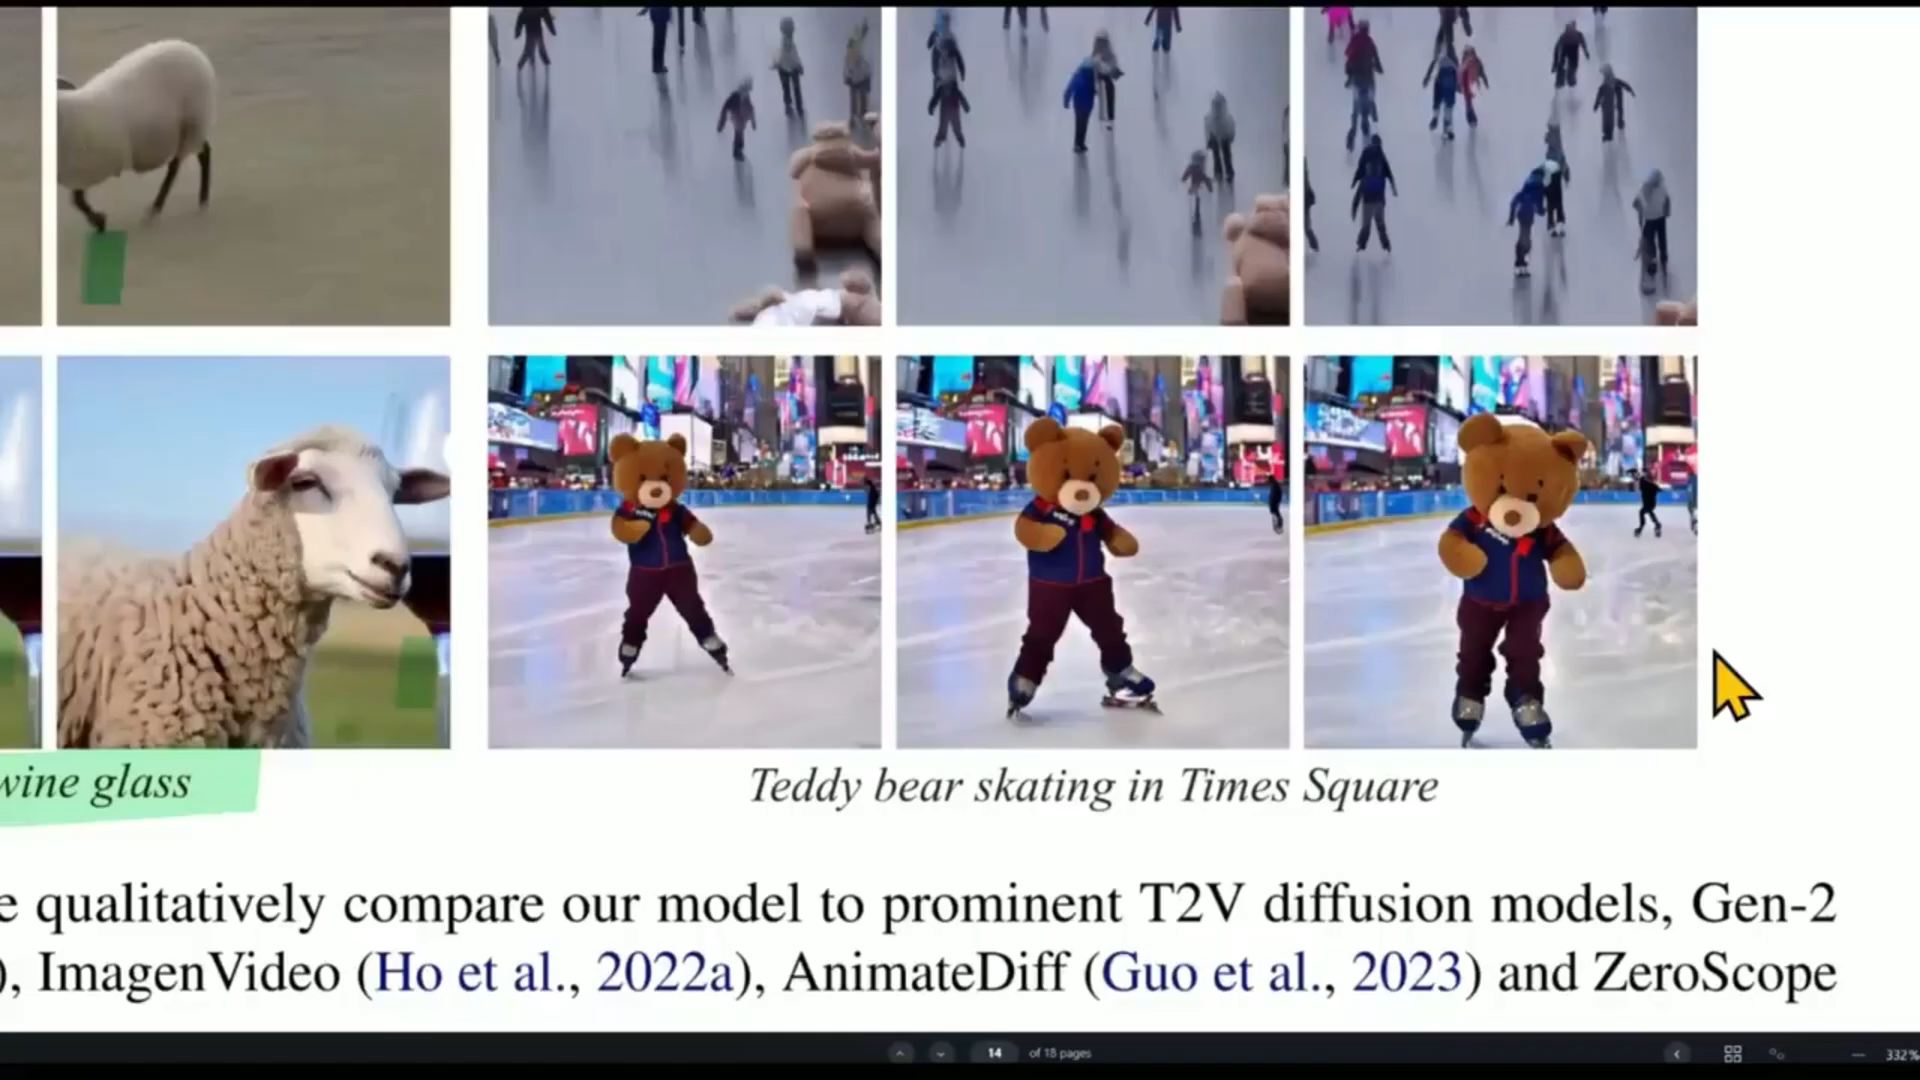 wine glass
Teddy bear skating in Times Square
e qualitatively compare our model to prominent T2V diffusion models, Gen-2
), ImagenVideo (Ho et al., 2022a), AnimateDiff (Guo et al., 2023) and ZeroScope
14 of 18 pages
332%